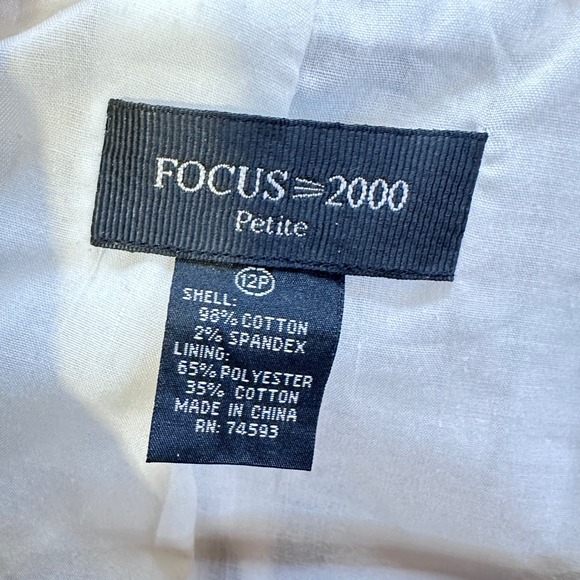 FOCUS 2000
Petite
12P
SHELL:
98% COTTON
2% SPANDEX
LINING:
65% POLYESTER
35% COTTON
MADE IN CHINA
RN: 74593